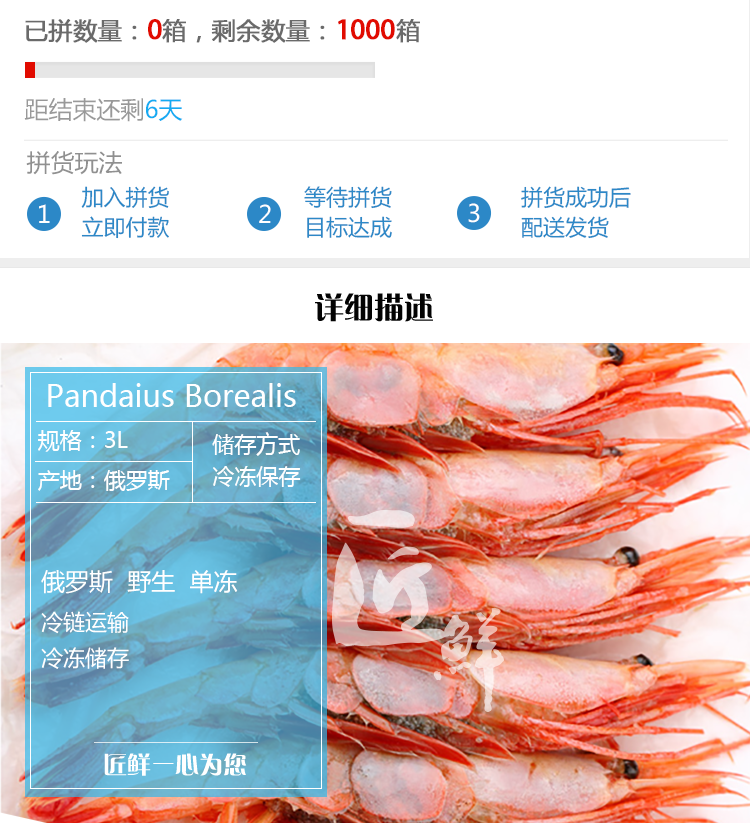 已拼数量：0箱，剩余数量：1000箱
距结束还剩6天
拼货玩法
1 加入拼货
立即付款
2 等待拼货
目标达成
3 拼货成功后
配送发货
详细描述
Pandaius Borealis
规格：3L
产地：俄罗斯
储存方式
冷冻保存
俄罗斯 野生 单冻
冷链运输
冷冻储存
匠鲜一心为您
匠鲜